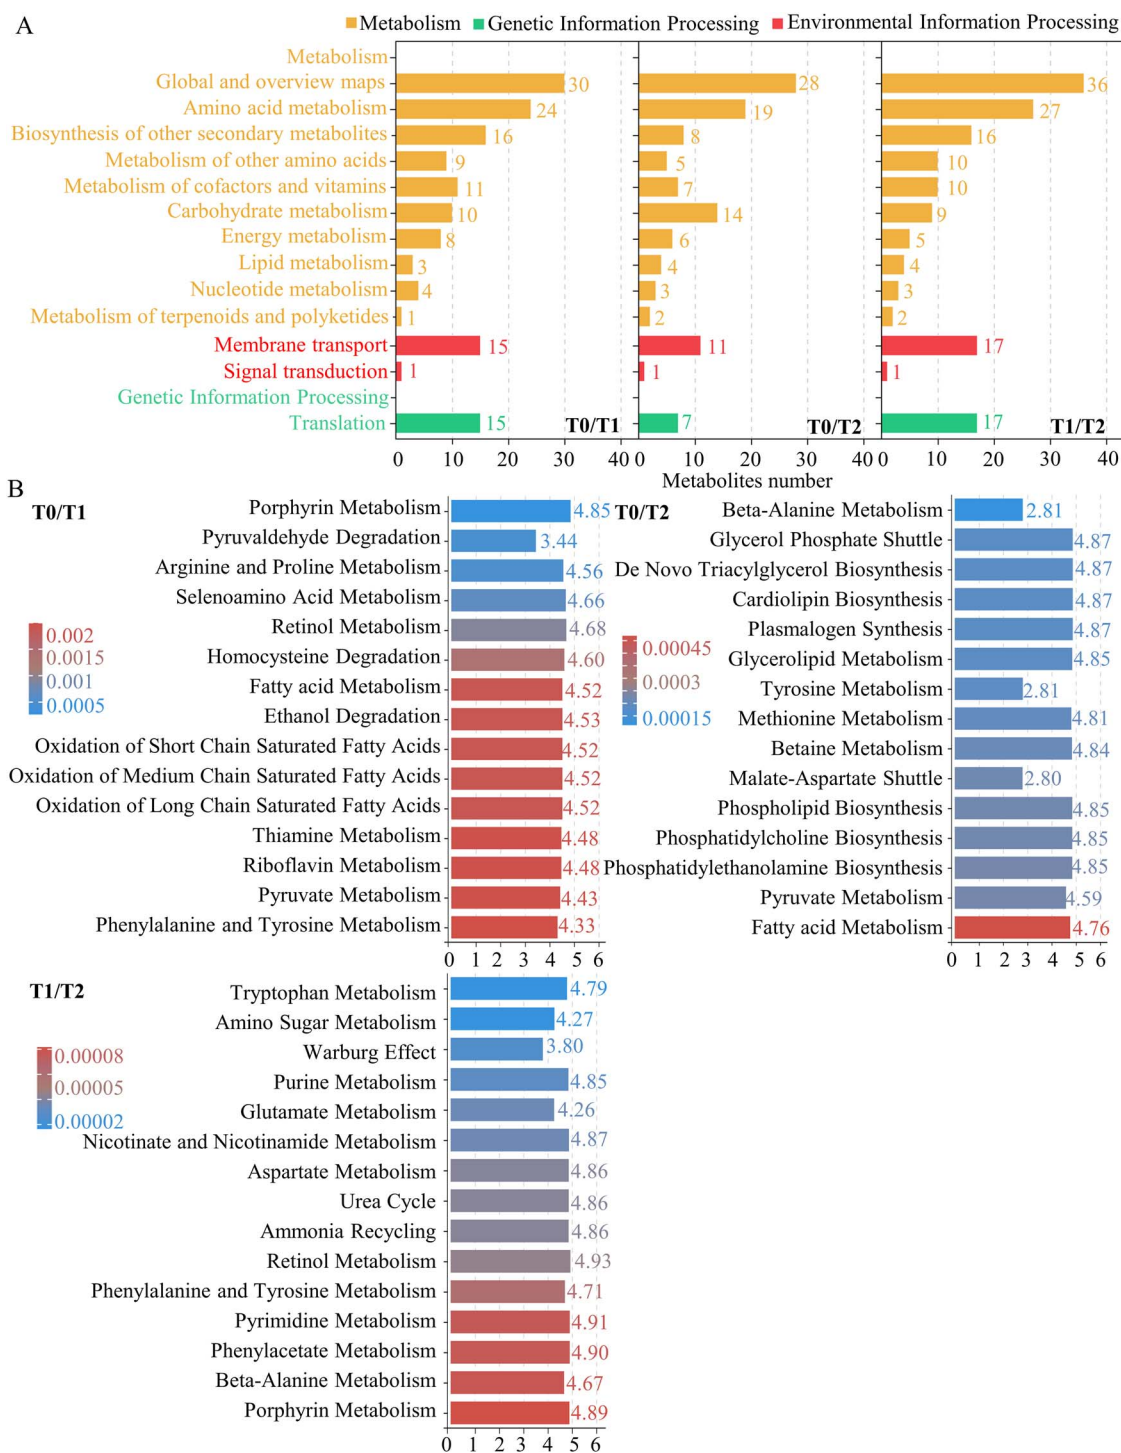 A
Metabolism Genetic Information Processing Environmental Information Processing
Metabolism
Global and overview maps 30 28 36
Amino acid metabolism 24 19 27
Biosynthesis of other secondary metabolites 16 8 16
Metabolism of other amino acids 9 5 10
Metabolism of cofactors and vitamins 11 7 10
Carbohydrate metabolism 10 14 9
Energy metabolism 8 6 5
Lipid metabolism 3 4 4
Nucleotide metabolism 4 3 3
Metabolism of terpenoids and polyketides 1 2 2
Membrane transport 15 11 17
Signal transduction 1 1 1
Genetic Information Processing
Translation 15 7 17
T0/T1 T0/T2 T1/T2
0 10 20 30 40 0 10 20 30 40 0 10 20 30 40
Metabolites number
B
T0/T1
0.002
0.0015
0.001
0.0005
Porphyrin Metabolism 4.85
Pyruvaldehyde Degradation 3.44
Arginine and Proline Metabolism 4.56
Selenoamino Acid Metabolism 4.66
Retinol Metabolism 4.68
Homocysteine Degradation 4.60
Fatty acid Metabolism 4.52
Ethanol Degradation 4.53
Oxidation of Short Chain Saturated Fatty Acids 4.52
Oxidation of Medium Chain Saturated Fatty Acids 4.52
Oxidation of Long Chain Saturated Fatty Acids 4.52
Thiamine Metabolism 4.48
Riboflavin Metabolism 4.48
Pyruvate Metabolism 4.43
Phenylalanine and Tyrosine Metabolism 4.33
0 1 2 3 4 5 6
T0/T2
0.00045
0.0003
0.00015
Beta-Alanine Metabolism 2.81
Glycerol Phosphate Shuttle 4.87
De Novo Triacylglycerol Biosynthesis 4.87
Cardiolipin Biosynthesis 4.87
Plasmalogen Synthesis 4.87
Glycerolipid Metabolism 4.85
Tyrosine Metabolism 2.81
Methionine Metabolism 4.81
Betaine Metabolism 4.84
Malate-Aspartate Shuttle 2.80
Phospholipid Biosynthesis 4.85
Phosphatidylcholine Biosynthesis 4.85
Phosphatidylethanolamine Biosynthesis 4.85
Pyruvate Metabolism 4.59
Fatty acid Metabolism 4.76
0 1 2 3 4 5 6
T1/T2
0.00008
0.00005
0.00002
Tryptophan Metabolism 4.79
Amino Sugar Metabolism 4.27
Warburg Effect 3.80
Purine Metabolism 4.85
Glutamate Metabolism 4.26
Nicotinate and Nicotinamide Metabolism 4.87
Aspartate Metabolism 4.86
Urea Cycle 4.86
Ammonia Recycling 4.86
Retinol Metabolism 4.93
Phenylalanine and Tyrosine Metabolism 4.71
Pyrimidine Metabolism 4.91
Phenylacetate Metabolism 4.90
Beta-Alanine Metabolism 4.67
Porphyrin Metabolism 4.89
0 1 2 3 4 5 6